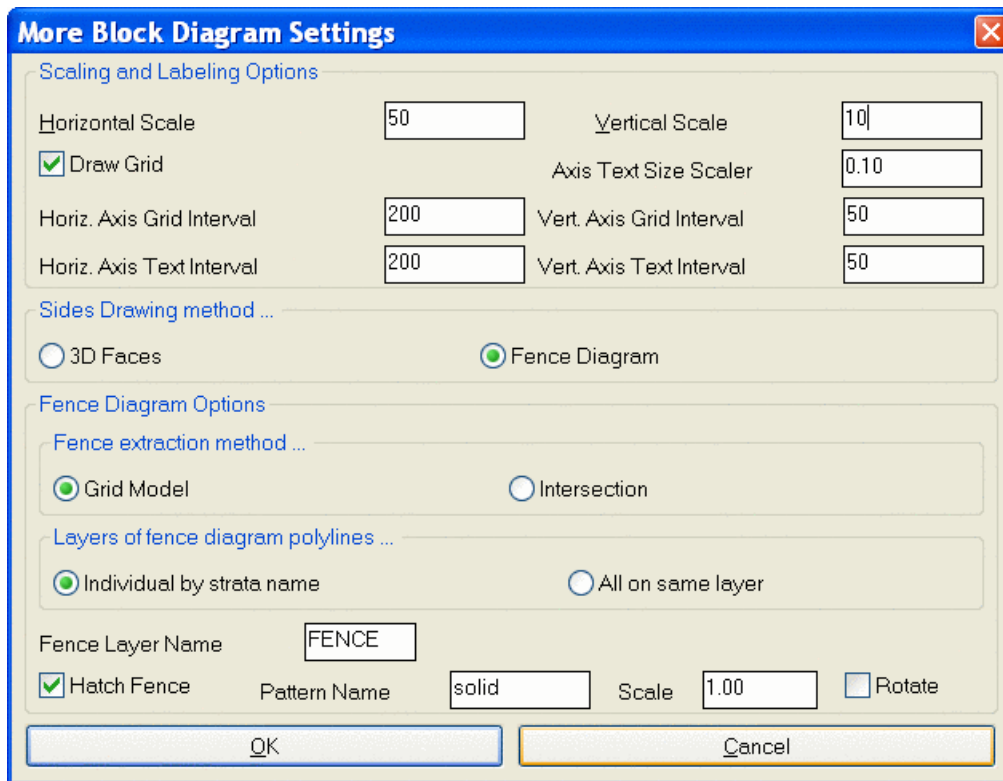 More Block Diagram Settings
Scaling and Labeling Options
Horizontal Scale 50 Vertical Scale 10
Draw Grid Axis Text Size Scaler 0.10
Horiz. Axis Grid Interval 200 Vert. Axis Grid Interval 50
Horiz. Axis Text Interval 200 Vert. Axis Text Interval 50
Sides Drawing method ...
3D Faces Fence Diagram
Fence Diagram Options
Fence extraction method ...
Grid Model Intersection
Layers of fence diagram polylines ...
Individual by strata name All on same layer
Fence Layer Name FENCE
Hatch Fence Pattern Name solid Scale 1.00 Rotate
OK Cancel